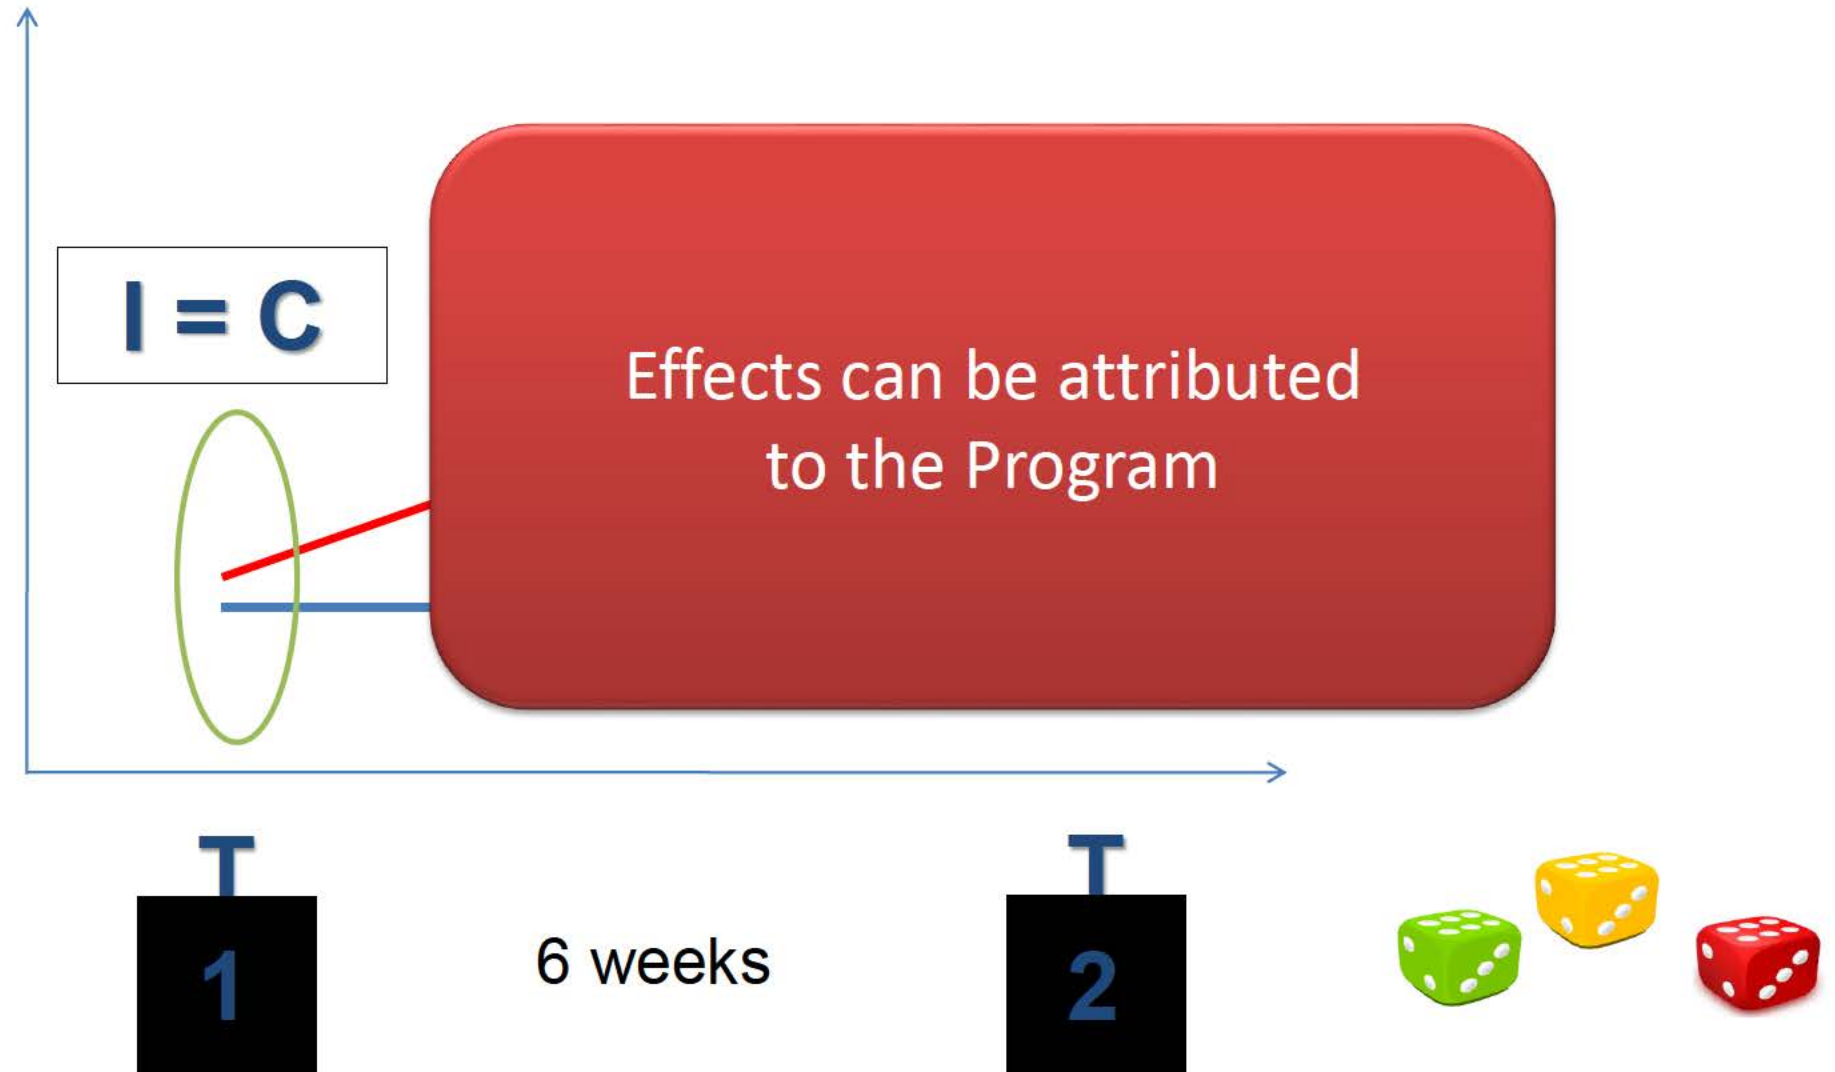 I = C
Effects can be attributed
to the Program
T
T
1
6 weeks
2